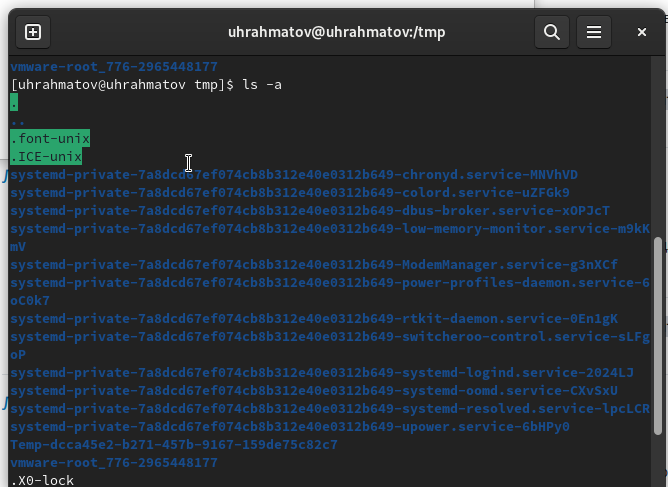 uhrahmatov@uhrahmatov:/tmp
vmware-root_776-2965448177
[uhrahmatov@uhrahmatov tmp]$ ls -a
.
..
.font-unix
.ICE-unix
systemd-private-7a8dcd67ef074cb8b312e40e0312b649-chronyd.service-MNVhVD
systemd-private-7a8dcd67ef074cb8b312e40e0312b649-colord.service-uZFGk9
systemd-private-7a8dcd67ef074cb8b312e40e0312b649-dbus-broker.service-xOPJcT
systemd-private-7a8dcd67ef074cb8b312e40e0312b649-low-memory-monitor.service-m9kK
mV
systemd-private-7a8dcd67ef074cb8b312e40e0312b649-ModemManager.service-g3nXCf
systemd-private-7a8dcd67ef074cb8b312e40e0312b649-power-profiles-daemon.service-6
oC0k7
systemd-private-7a8dcd67ef074cb8b312e40e0312b649-rtkit-daemon.service-0En1gK
systemd-private-7a8dcd67ef074cb8b312e40e0312b649-switcheroo-control.service-sLFg
oP
systemd-private-7a8dcd67ef074cb8b312e40e0312b649-systemd-logind.service-2024LJ
systemd-private-7a8dcd67ef074cb8b312e40e0312b649-systemd-oomd.service-CXvSxU
systemd-private-7a8dcd67ef074cb8b312e40e0312b649-systemd-resolved.service-lpcLCR
systemd-private-7a8dcd67ef074cb8b312e40e0312b649-upower.service-6bHPy0
Temp-dcca45e2-b271-457b-9167-159de75c82c7
vmware-root_776-2965448177
.X0-lock